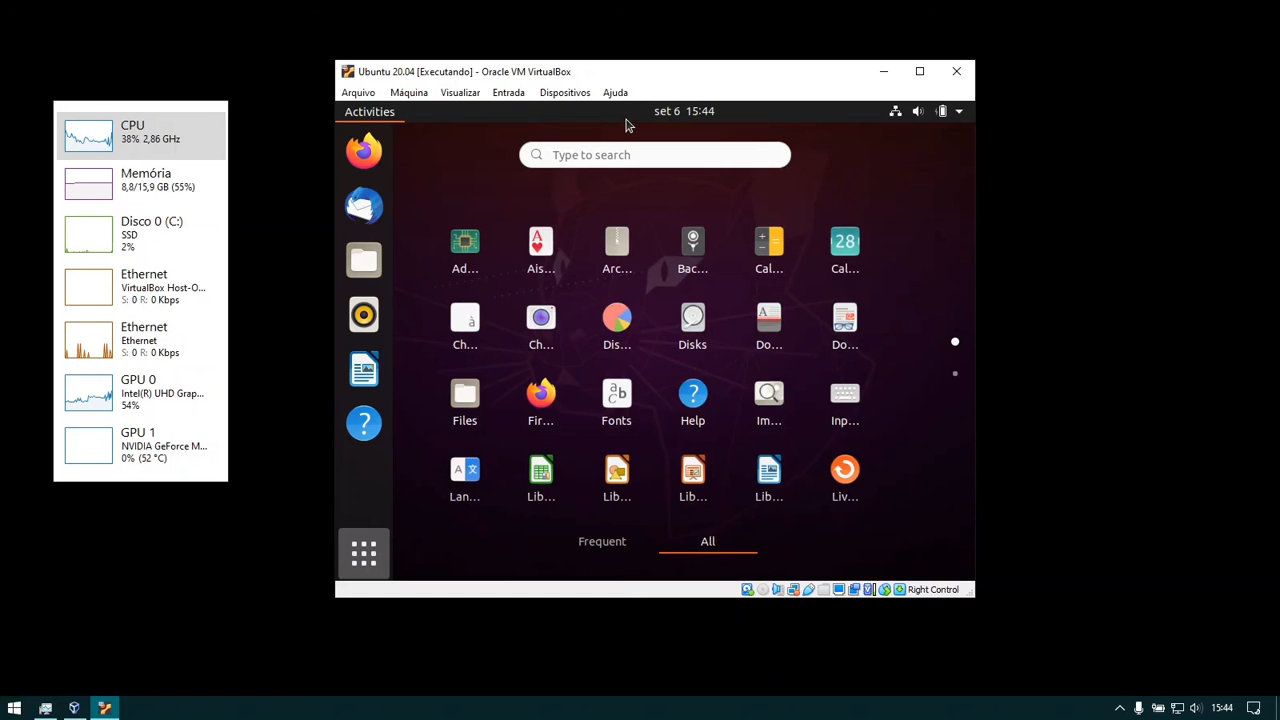 Ubuntu 20.04 [Executando] - Oracle VM VirtualBox
Arquivo Máquina Visualizar Entrada Dispositivos Ajuda
Activities set 6 15:44
Type to search
CPU
38% 2,86 GHz
Memória
8,8/15,9 GB (55%)
Disco 0 (C:)
SSD
2%
Ethernet
VirtualBox Host-O...
S: 0 R: 0 Kbps
Ethernet
Ethernet
S: 0 R: 0 Kbps
GPU 0
Intel(R) UHD Grap...
54%
GPU 1
NVIDIA GeForce M...
0% (52 °C)
Ad... Ais... Arc... Bac... Cal... Cal...
28
Ch... Ch... Dis... Disks Do... Do...
Files Fir... Fonts Help Im... Inp...
Lan... Lib... Lib... Lib... Lib... Liv...
Frequent All
Right Control
15:44